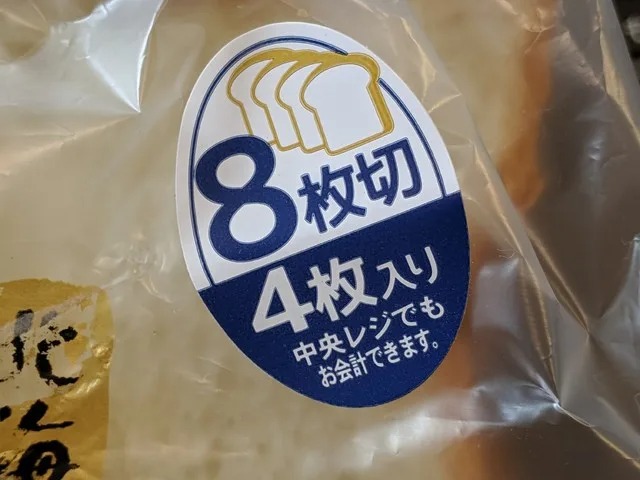 8枚切
4枚入り
中央レジでも
お会計できます。
北